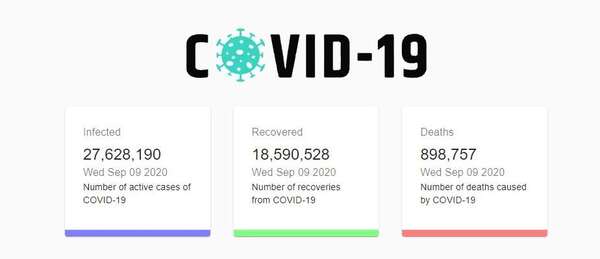 COVID-19
Infected
27,628,190
Wed Sep 09 2020
Number of active cases of
COVID-19
Recovered
18,590,528
Wed Sep 09 2020
Number of recoveries
from COVID-19
Deaths
898,757
Wed Sep 09 2020
Number of deaths caused
by COVID-19